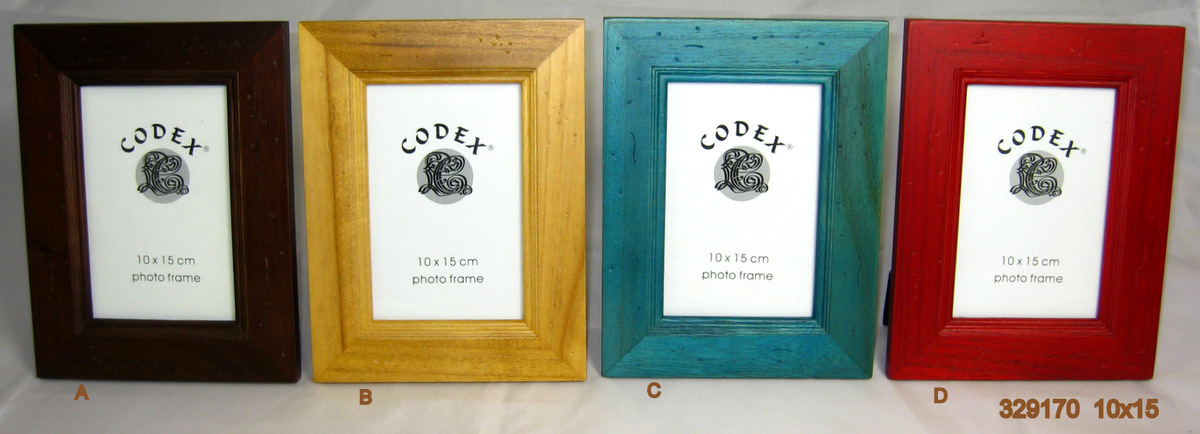 CODEX®
10 x 15 cm
photo frame
CODEX®
10 x 15 cm
photo frame
CODEX®
10 x 15 cm
photo frame
CODEX®
10 x 15 cm
photo frame
A
B
C
D
329170 10x15